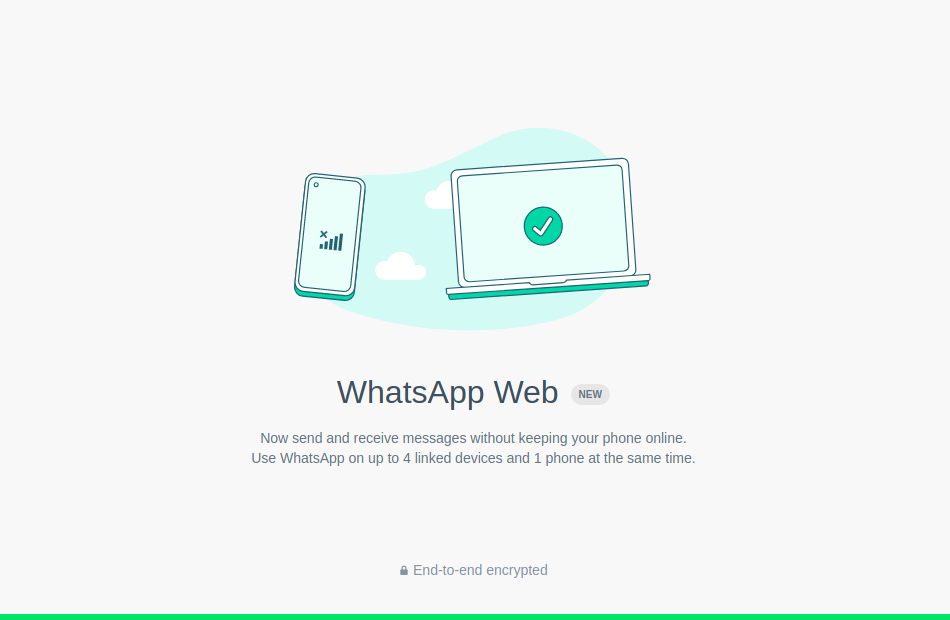 WhatsApp Web NEW
Now send and receive messages without keeping your phone online.
Use WhatsApp on up to 4 linked devices and 1 phone at the same time.
End-to-end encrypted